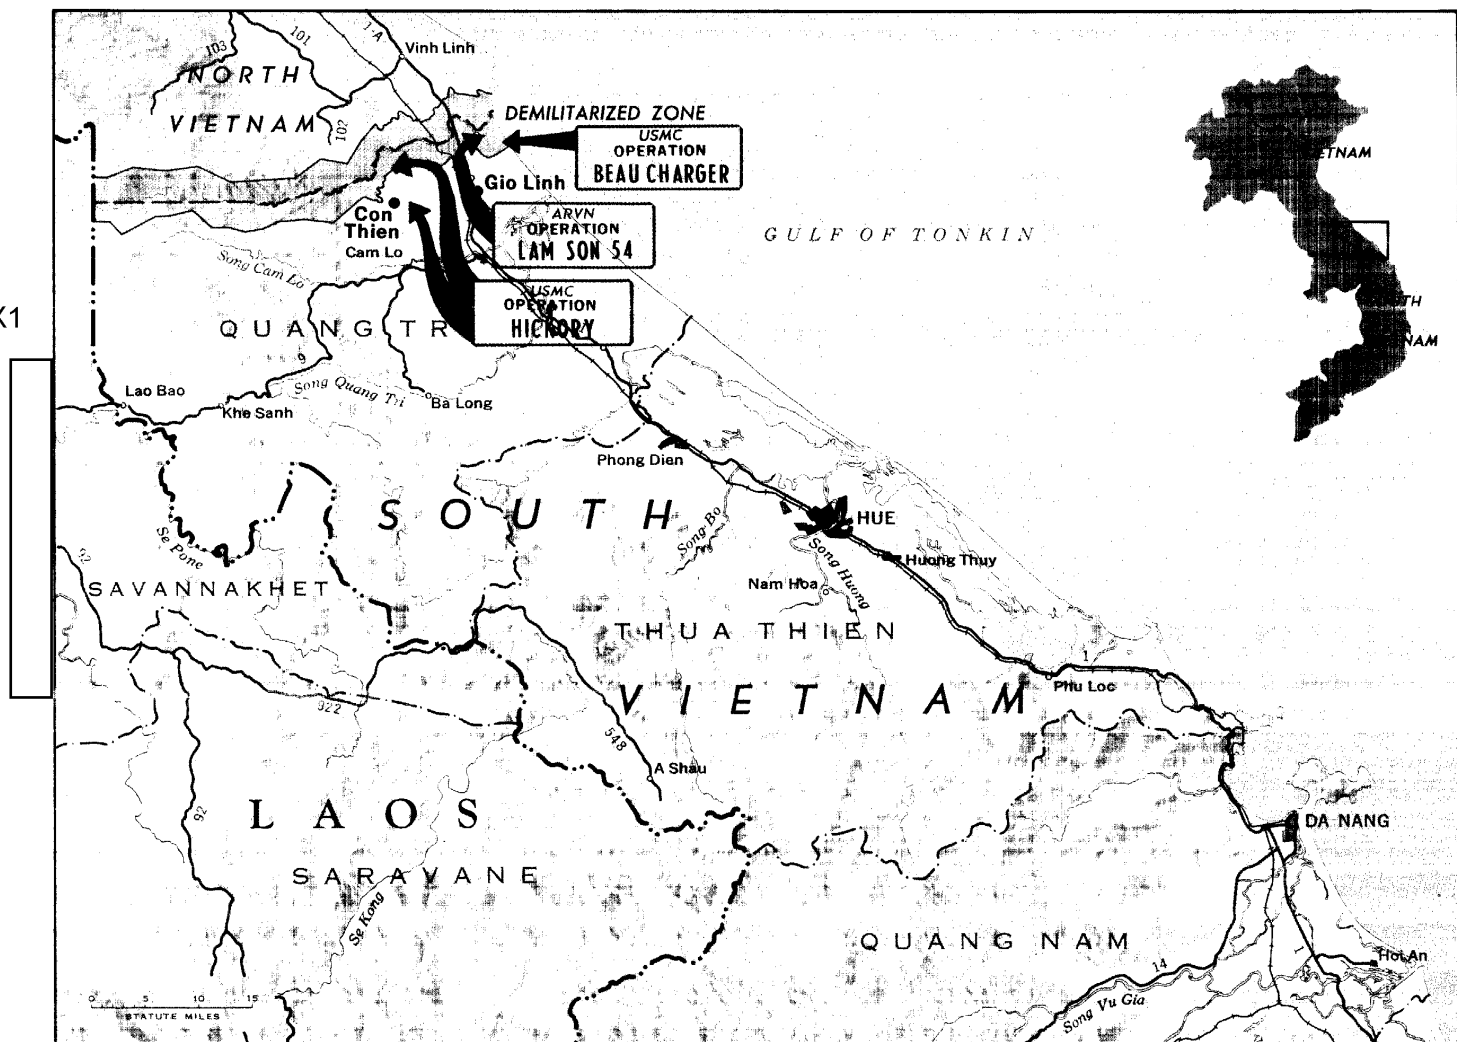 1-A
101
103
Vinh Linh
NORTH
VIETNAM
102
DEMILITARIZED ZONE
USMC
OPERATION
BEAU CHARGER
Gio Linh
Con
Thien
Cam Lo
ARVN
OPERATION
LAM SON 54
GULF OF TONKIN
Song Cam Lo
USMC
OPERATION
HICKORY
X1
QUANG TR
9
Song Quang Tri
Lao Bao
Khe Sanh
Ba Long
Phong Dien
SOUTH
HUE
Song Bo
Song Huong
Huong Thuy
Nam Hoa
92
Se Pone
SAVANNAKHET
THUA THIEN
1
Phu Loc
VIETNAM
922
548
A Shau
92
LAOS
SARAVANE
Se Kong
DA NANG
QUANG NAM
Hoi An
14
Song Vu Gia
0 5 10 15
STATUTE MILES